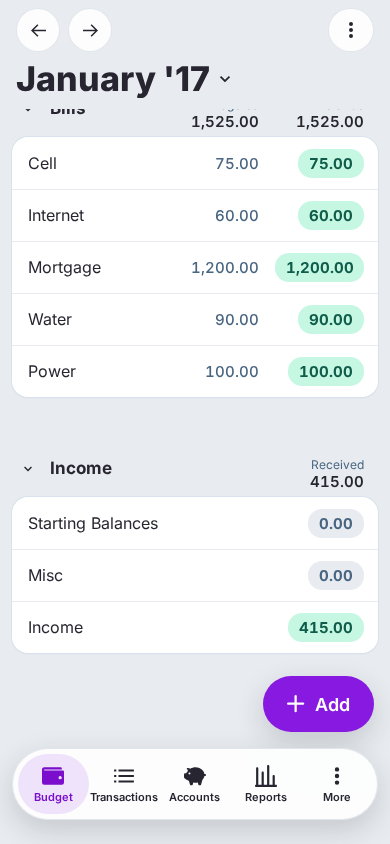 January '17
Bills
1,525.00 1,525.00
Cell 75.00 75.00
Internet 60.00 60.00
Mortgage 1,200.00 1,200.00
Water 90.00 90.00
Power 100.00 100.00
Income Received
415.00
Starting Balances 0.00
Misc 0.00
Income 415.00
Add
Budget Transactions Accounts Reports More